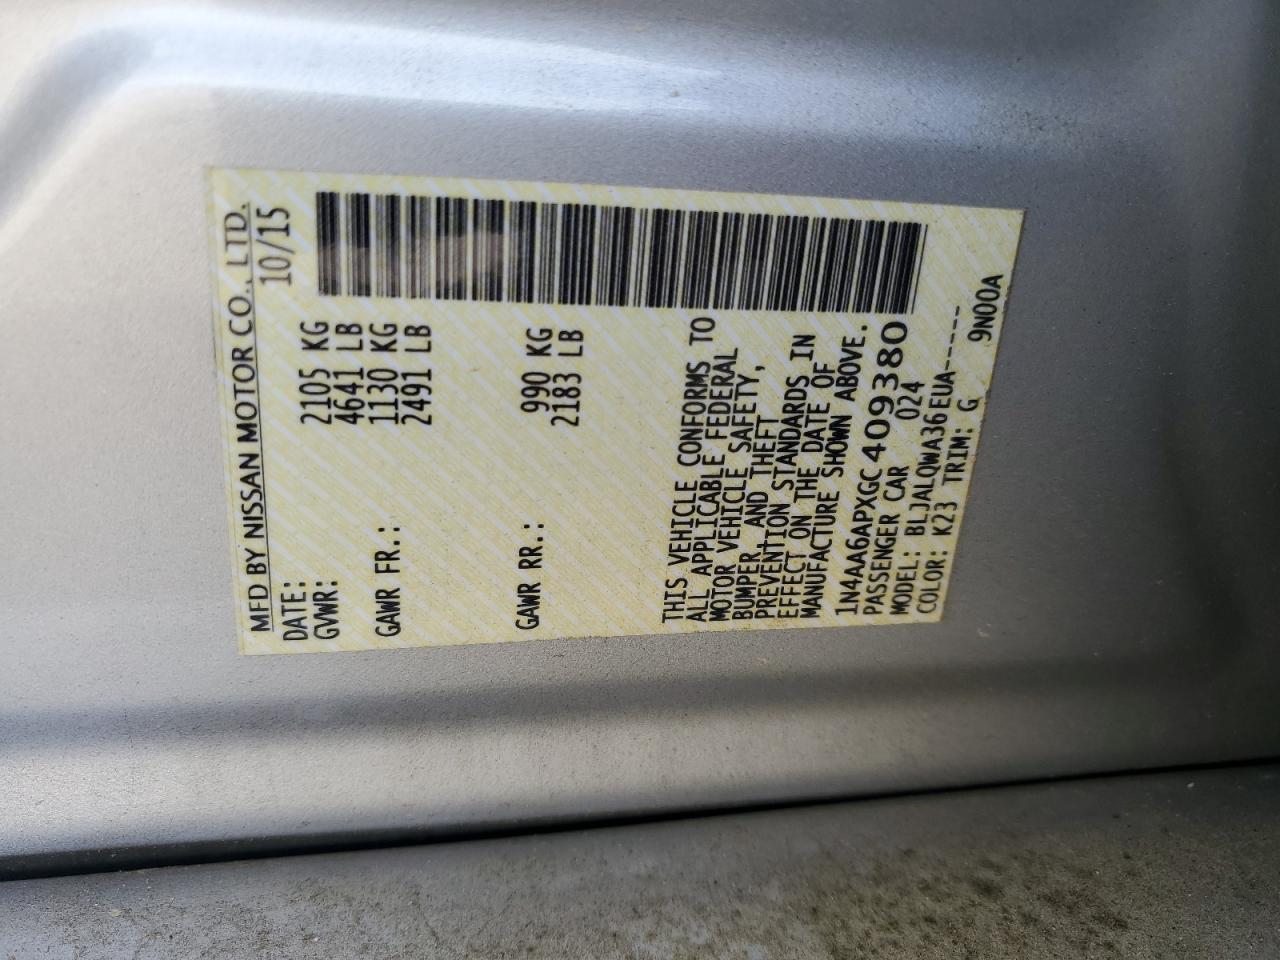 MFD BY NISSAN MOTOR CO., LTD.
DATE: 10/15
GVWR: 2105 KG
4641 LB
GAWR FR.: 1130 KG
2491 LB
GAWR RR.: 990 KG
2183 LB
THIS VEHICLE CONFORMS TO
ALL APPLICABLE FEDERAL
MOTOR VEHICLE SAFETY,
BUMPER, AND THEFT
PREVENTION STANDARDS IN
EFFECT ON THE DATE OF
MANUFACTURE SHOWN ABOVE.
1N4AA6APXGC409380
PASSENGER CAR 024
MODEL: BLJALQWA36EUA-----
COLOR: K23 TRIM: G 9N00A